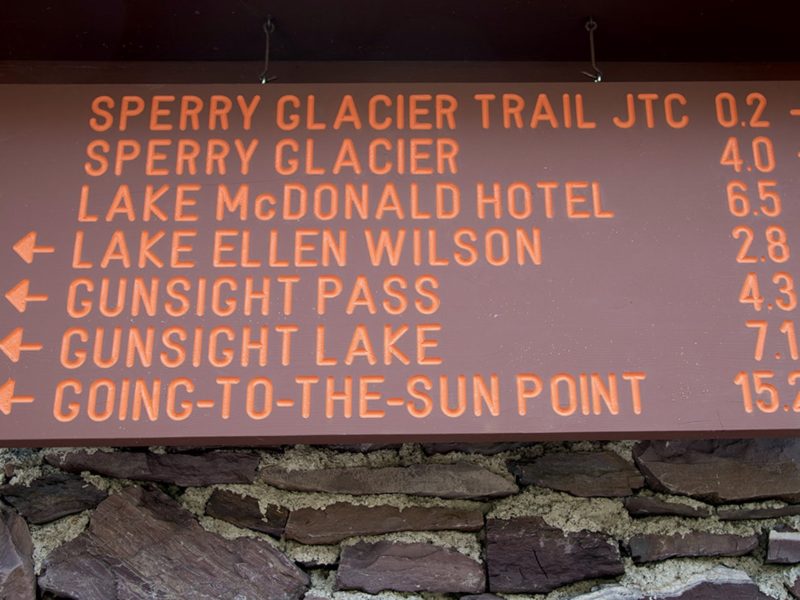 SPERRY GLACIER TRAIL JTC 0.2
SPERRY GLACIER 4.0
LAKE McDONALD HOTEL 6.5
← LAKE ELLEN WILSON 2.8
← GUNSIGHT PASS 4.3
← GUNSIGHT LAKE 7.1
← GOING-TO-THE-SUN POINT 15.2